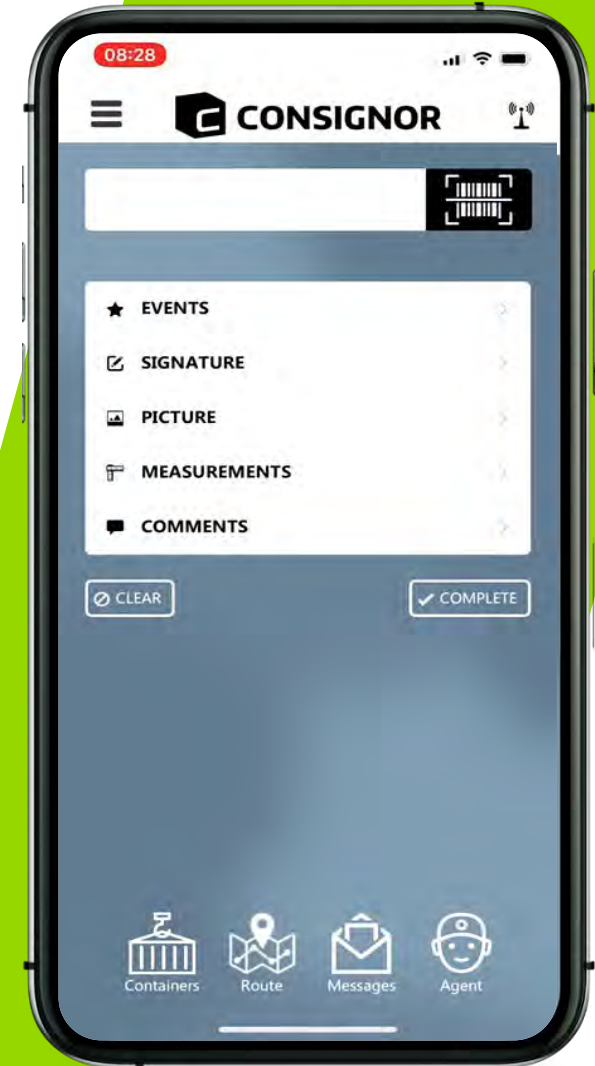 08:28
CONSIGNOR
EVENTS
SIGNATURE
PICTURE
MEASUREMENTS
COMMENTS
CLEAR
COMPLETE
Containers
Route
Messages
Agent